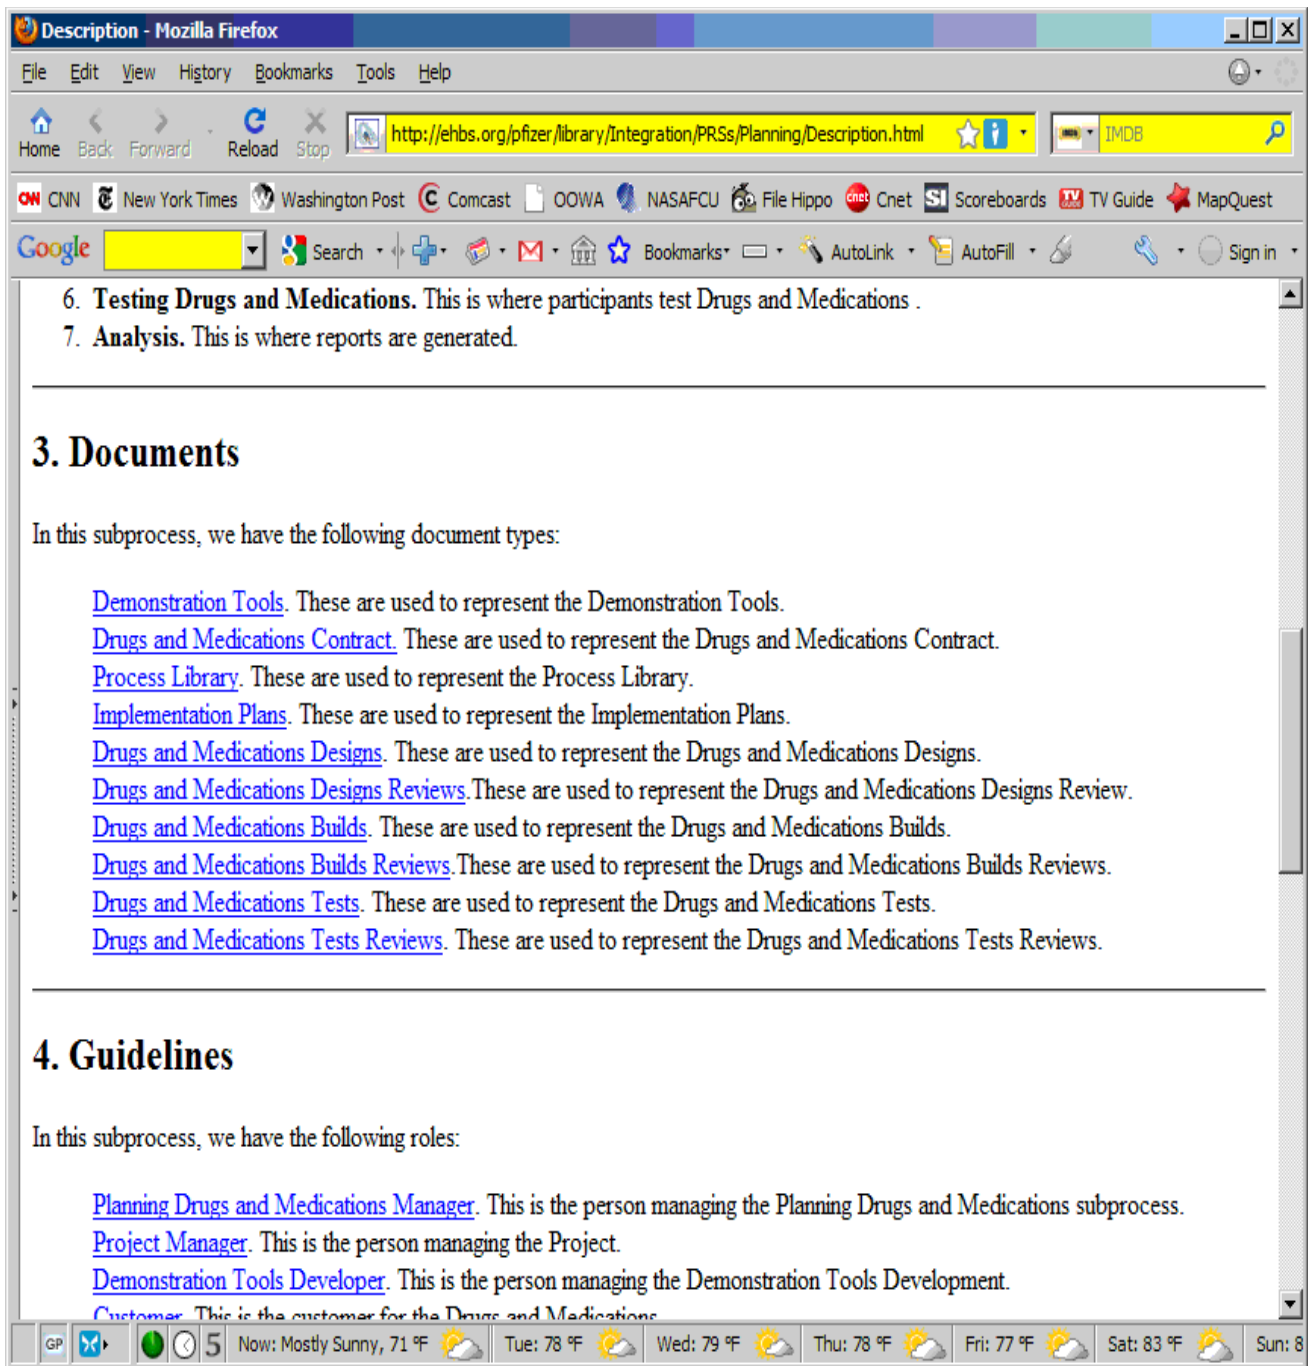 Description - Mozilla Firefox
File Edit View History Bookmarks Tools Help
Home Back Forward Reload Stop http://ehbs.org/pfizer/library/Integration/PRSs/Planning/Description.html IMDB
CNN New York Times Washington Post Comcast OOWA NASAFCU File Hippo Cnet Scoreboards TV Guide MapQuest
Google Search Bookmarks AutoLink AutoFill Sign in
6. Testing Drugs and Medications. This is where participants test Drugs and Medications .
7. Analysis. This is where reports are generated.
3. Documents
In this subprocess, we have the following document types:
Demonstration Tools. These are used to represent the Demonstration Tools.
Drugs and Medications Contract. These are used to represent the Drugs and Medications Contract.
Process Library. These are used to represent the Process Library.
Implementation Plans. These are used to represent the Implementation Plans.
Drugs and Medications Designs. These are used to represent the Drugs and Medications Designs.
Drugs and Medications Designs Reviews.These are used to represent the Drugs and Medications Designs Review.
Drugs and Medications Builds. These are used to represent the Drugs and Medications Builds.
Drugs and Medications Builds Reviews.These are used to represent the Drugs and Medications Builds Reviews.
Drugs and Medications Tests. These are used to represent the Drugs and Medications Tests.
Drugs and Medications Tests Reviews. These are used to represent the Drugs and Medications Tests Reviews.
4. Guidelines
In this subprocess, we have the following roles:
Planning Drugs and Medications Manager. This is the person managing the Planning Drugs and Medications subprocess.
Project Manager. This is the person managing the Project.
Demonstration Tools Developer. This is the person managing the Demonstration Tools Development.
Customer. This is the customer for the Drugs and Medications.
GP 5 Now: Mostly Sunny, 71 °F Tue: 78 °F Wed: 79 °F Thu: 78 °F Fri: 77 °F Sat: 83 °F Sun: 8